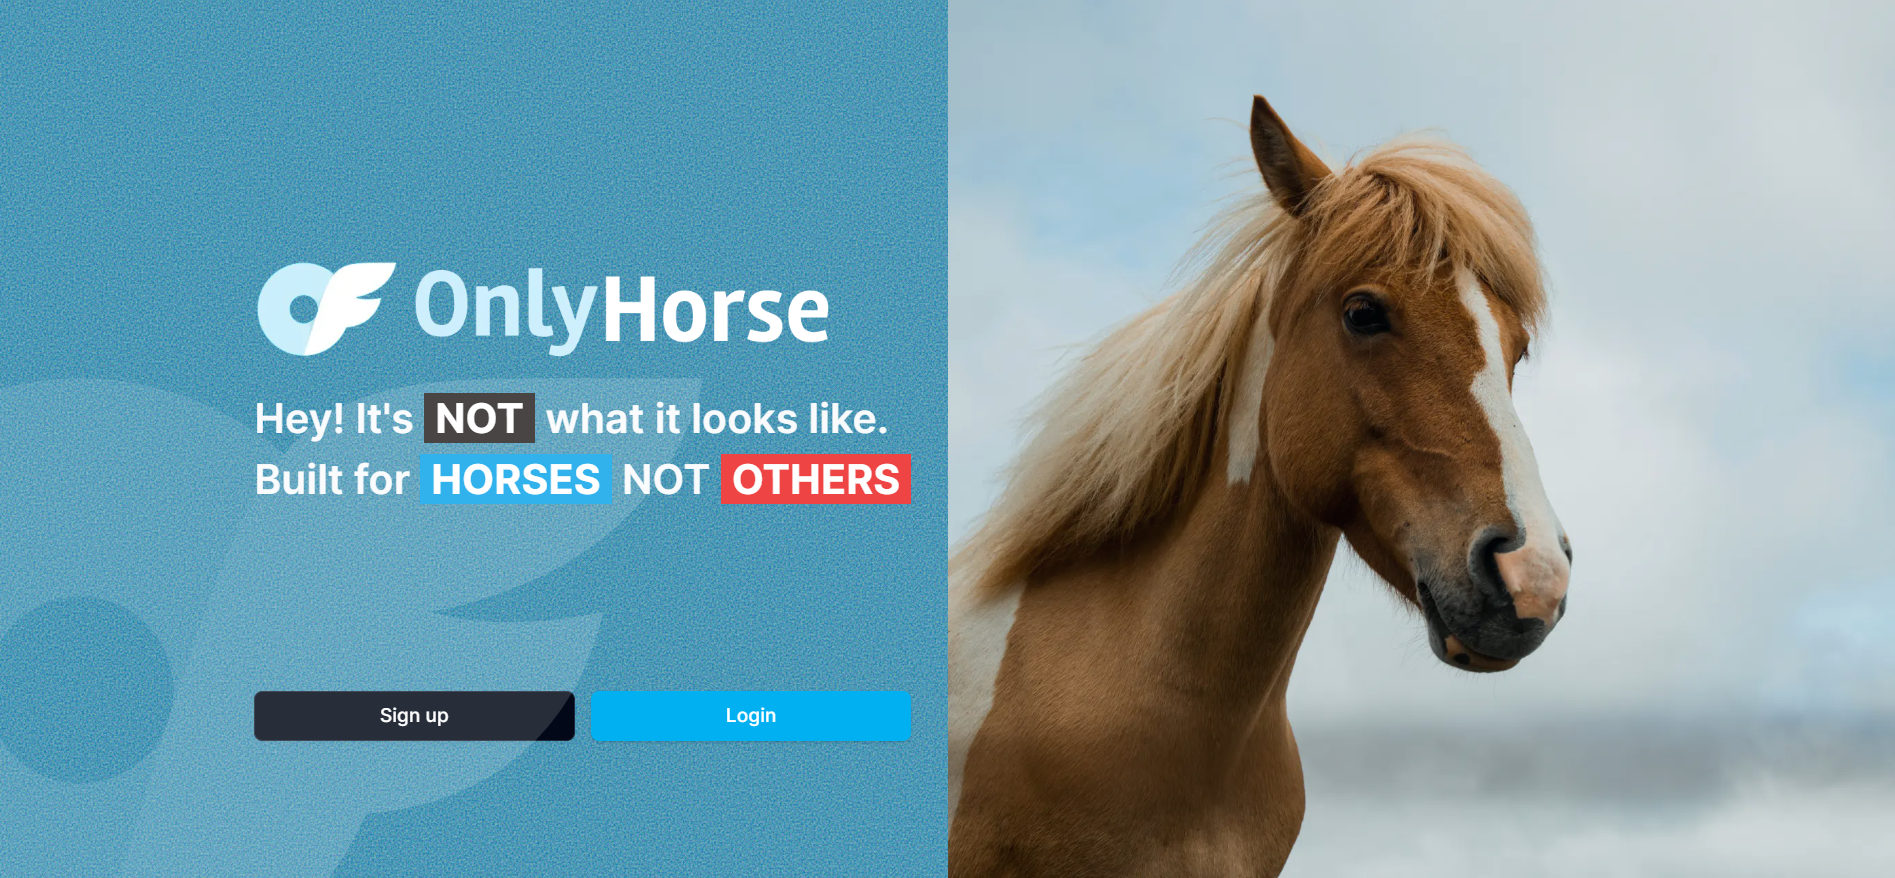 OnlyHorse
Hey! It's NOT what it looks like.
Built for HORSES NOT OTHERS
Sign up
Login